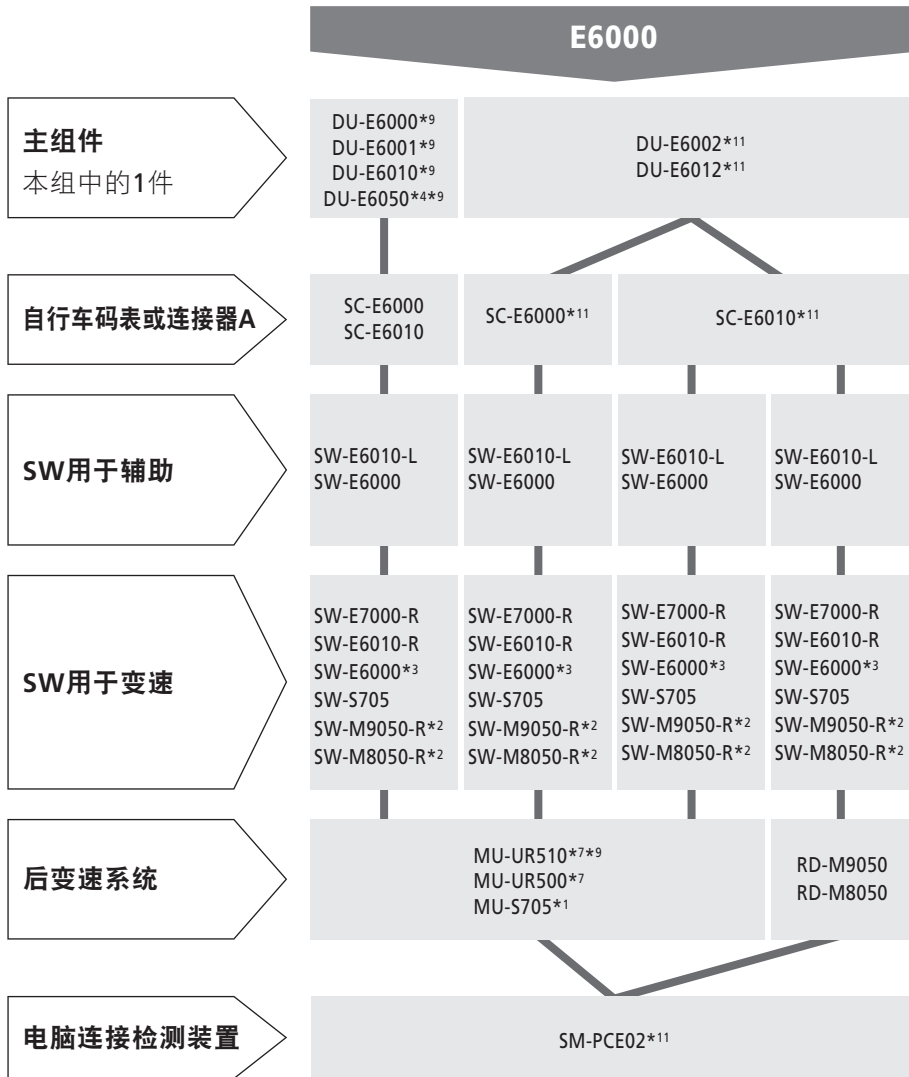 E6000
主组件
本组中的1件
DU-E6000*9
DU-E6001*9
DU-E6010*9
DU-E6050*4*9
DU-E6002*11
DU-E6012*11
自行车码表或连接器A
SC-E6000
SC-E6010
SC-E6000*11
SC-E6010*11
SW用于辅助
SW-E6010-L
SW-E6000
SW-E6010-L
SW-E6000
SW-E6010-L
SW-E6000
SW-E6010-L
SW-E6000
SW用于变速
SW-E7000-R
SW-E6010-R
SW-E6000*3
SW-S705
SW-M9050-R*2
SW-M8050-R*2
SW-E7000-R
SW-E6010-R
SW-E6000*3
SW-S705
SW-M9050-R*2
SW-M8050-R*2
SW-E7000-R
SW-E6010-R
SW-E6000*3
SW-S705
SW-M9050-R*2
SW-M8050-R*2
SW-E7000-R
SW-E6010-R
SW-E6000*3
SW-S705
SW-M9050-R*2
SW-M8050-R*2
后变速系统
MU-UR510*7*9
MU-UR500*7
MU-S705*1
RD-M9050
RD-M8050
电脑连接检测装置
SM-PCE02*11